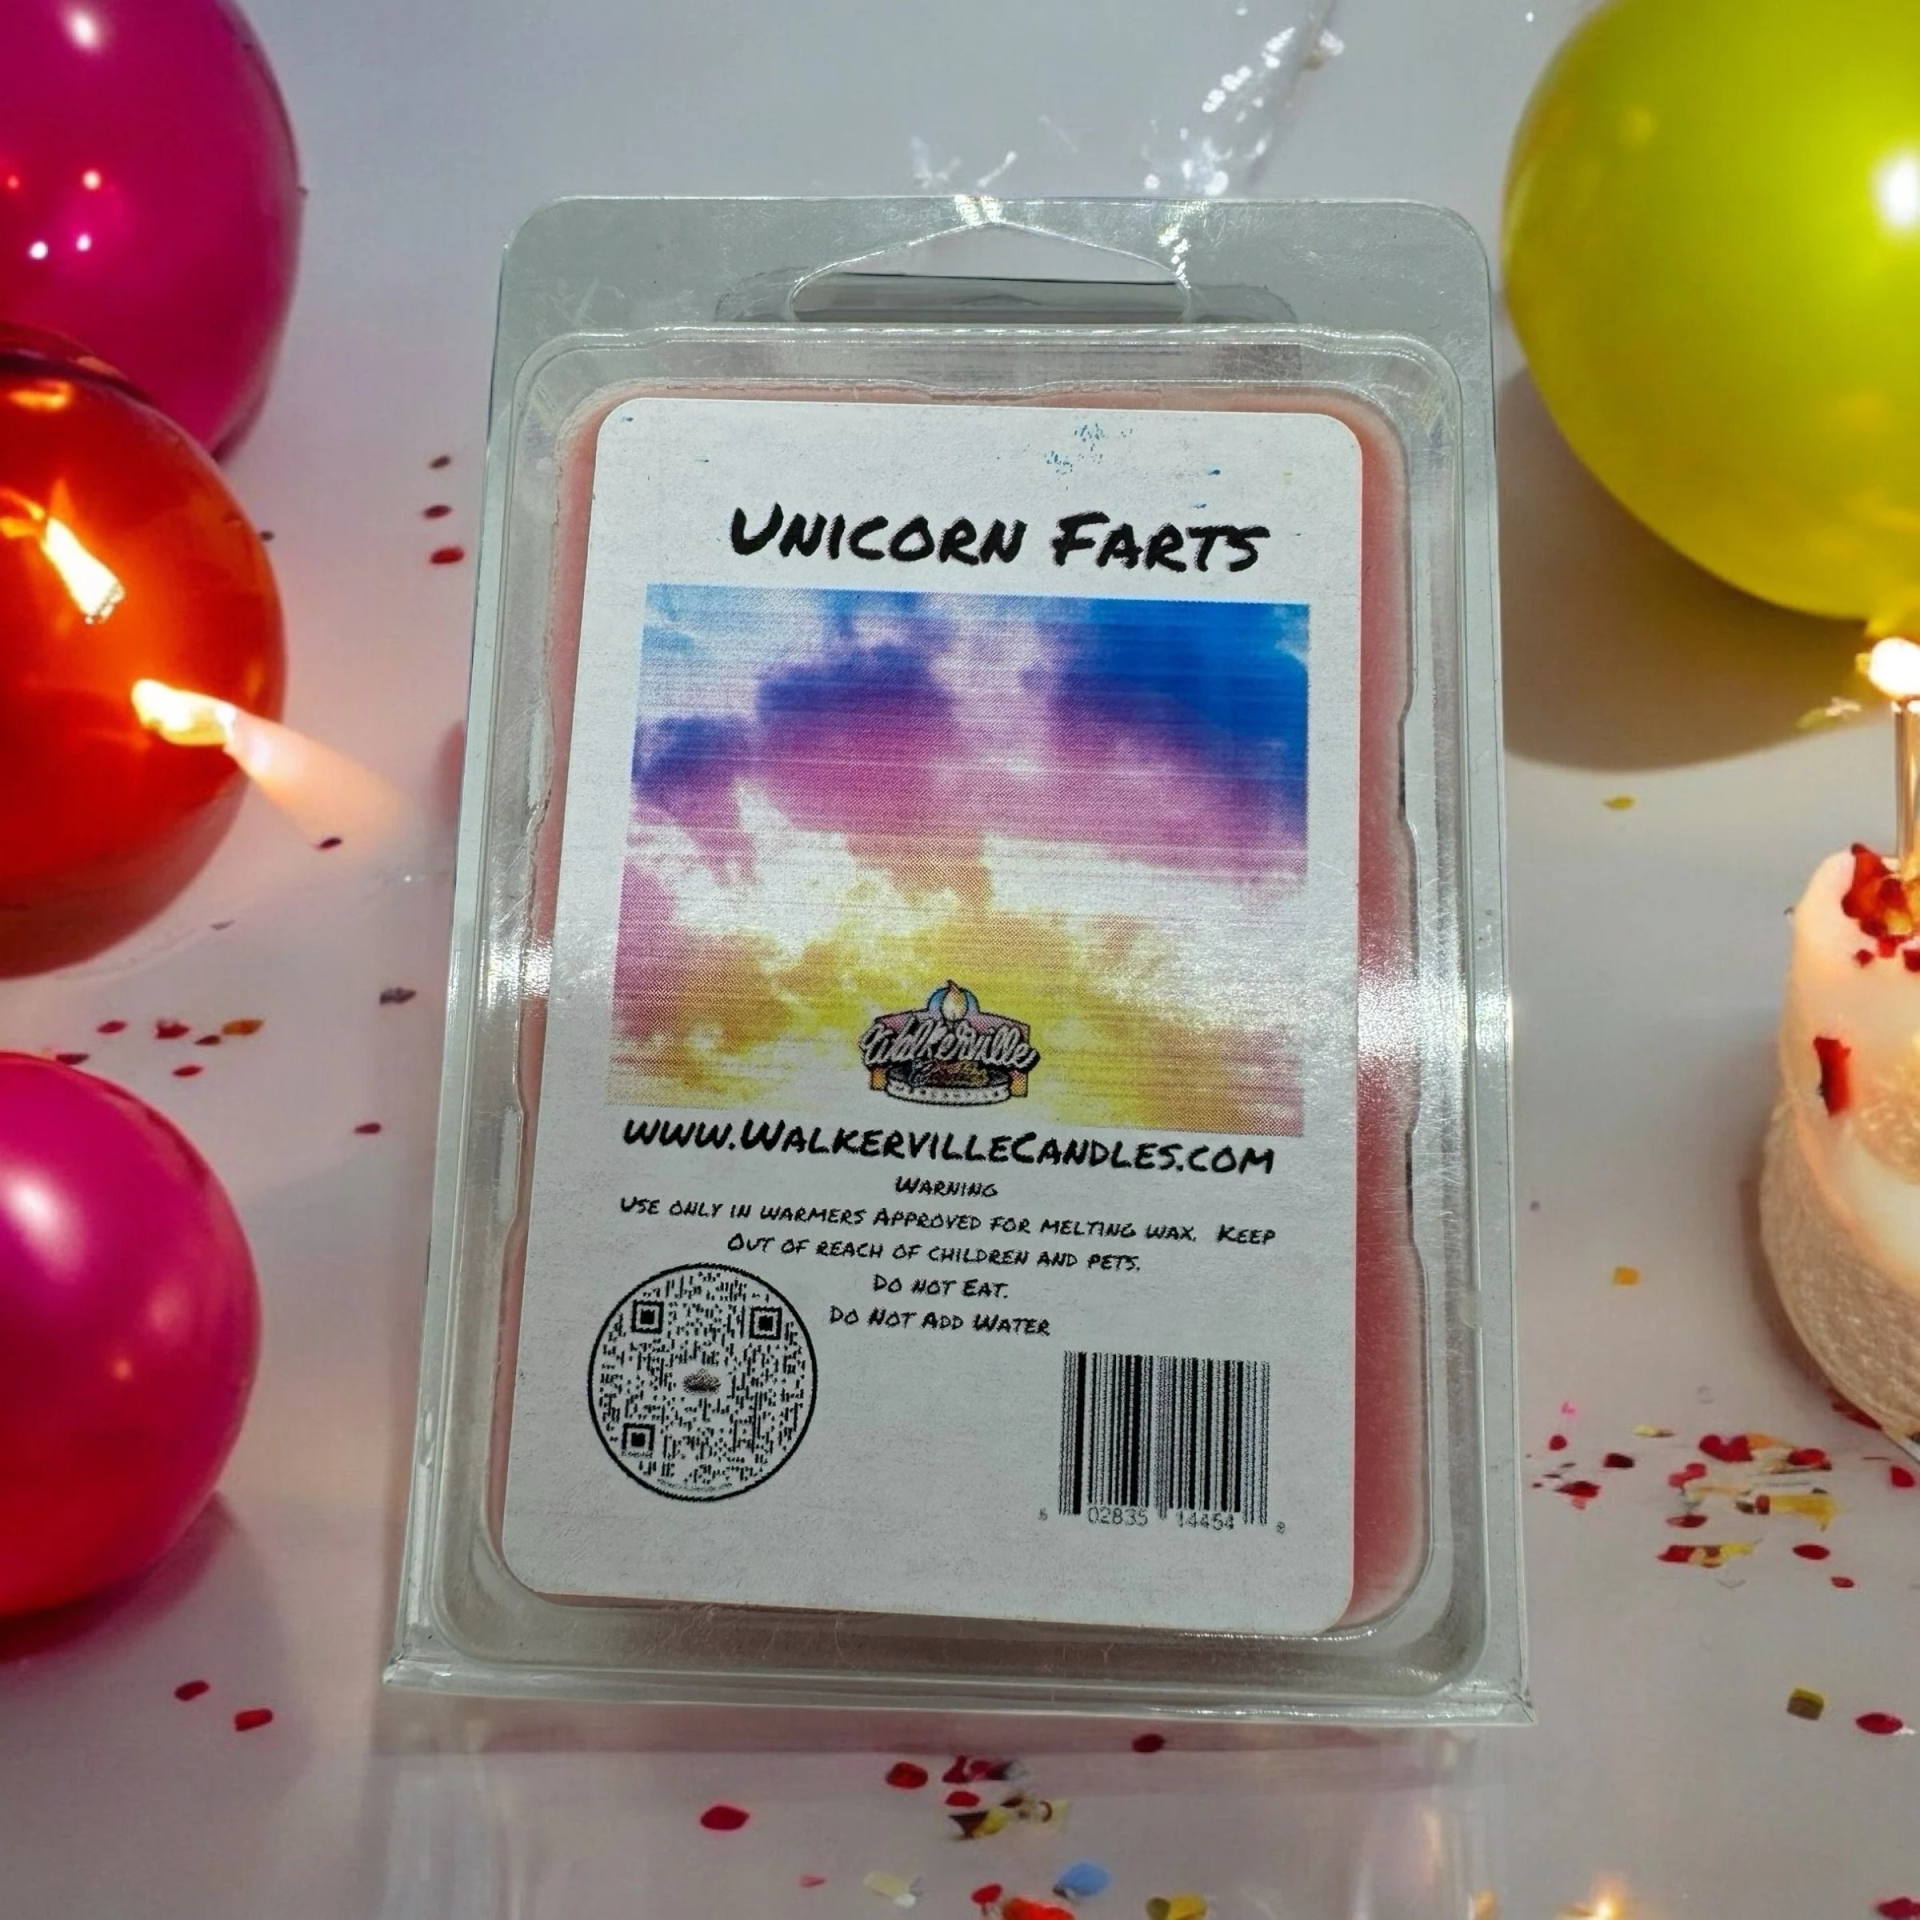 Unicorn Farts
Walkerville
www.WalkervilleCandles.com
Warning
Use only in warmers Approved for melting wax. Keep
Out of reach of children and pets.
Do not Eat.
Do Not Add Water
02835 14454